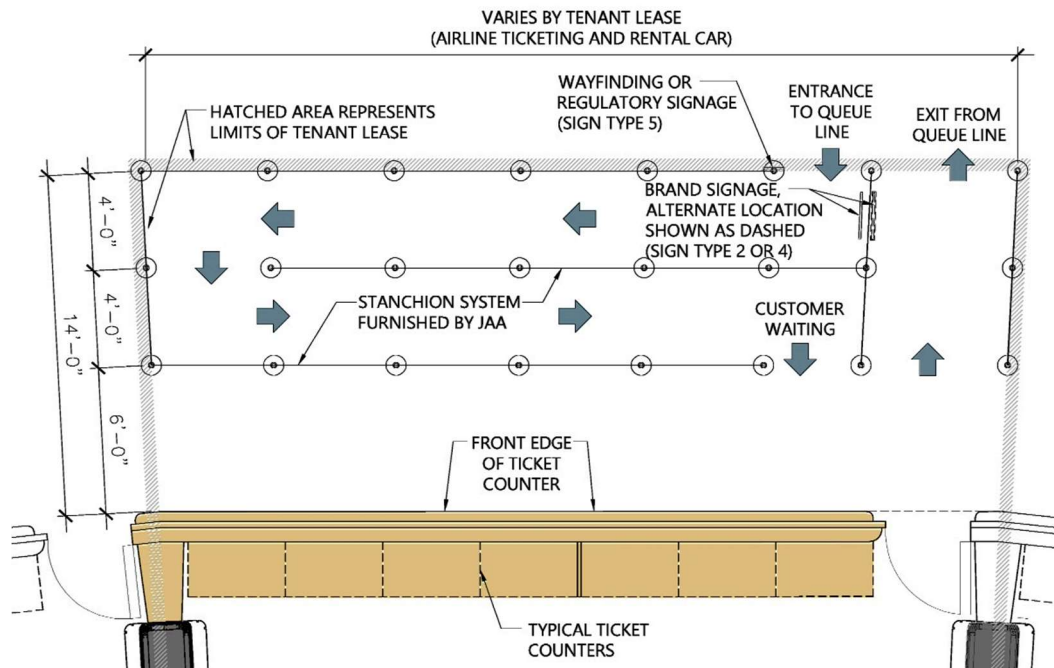 VARIES BY TENANT LEASE
(AIRLINE TICKETING AND RENTAL CAR)
HATCHED AREA REPRESENTS
LIMITS OF TENANT LEASE
WAYFINDING OR
REGULATORY SIGNAGE
(SIGN TYPE 5)
ENTRANCE
TO QUEUE
LINE
EXIT FROM
QUEUE LINE
BRAND SIGNAGE,
ALTERNATE LOCATION
SHOWN AS DASHED
(SIGN TYPE 2 OR 4)
4'-0"
4'-0"
14'-0"
6'-0"
STANCHION SYSTEM
FURNISHED BY JAA
CUSTOMER
WAITING
FRONT EDGE
OF TICKET
COUNTER
TYPICAL TICKET
COUNTERS